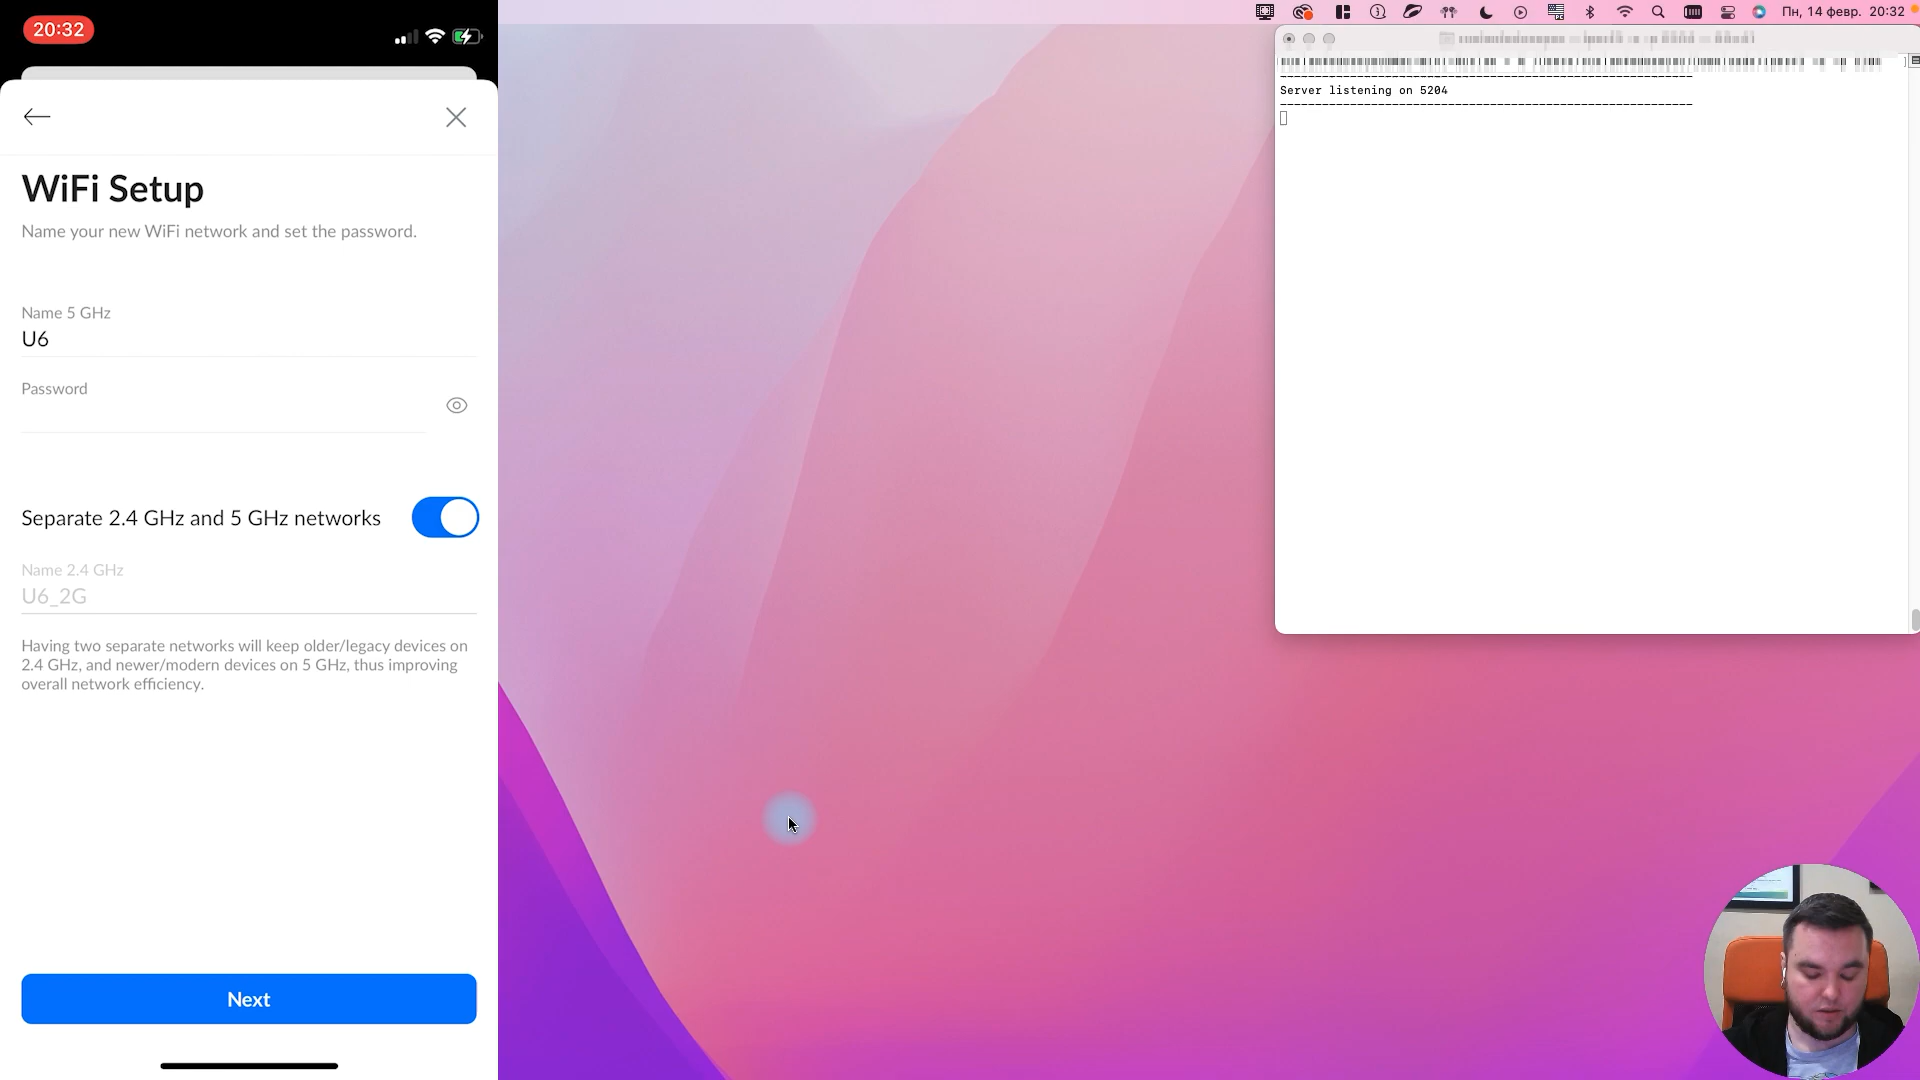 20:32
WiFi Setup
Name your new WiFi network and set the password.
Name 5 GHz
U6
Password
Separate 2.4 GHz and 5 GHz networks
Name 2.4 GHz
U6_2G
Having two separate networks will keep older/legacy devices on
2.4 GHz, and newer/modern devices on 5 GHz, thus improving
overall network efficiency.
Next
Пн, 14 февр. 20:32
-----------------------------------------------------------
Server listening on 5204
-----------------------------------------------------------